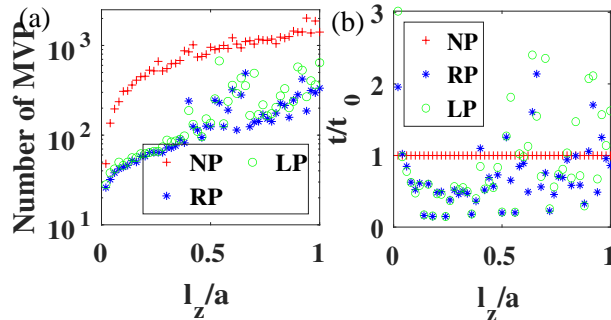 (a)
Number of MVP
10^3
10^2
10^1
0
0.5
1
l_z/a
NP
LP
RP
(b)
t/t_0
3
2
1
0
0
0.5
1
l_z/a
NP
RP
LP